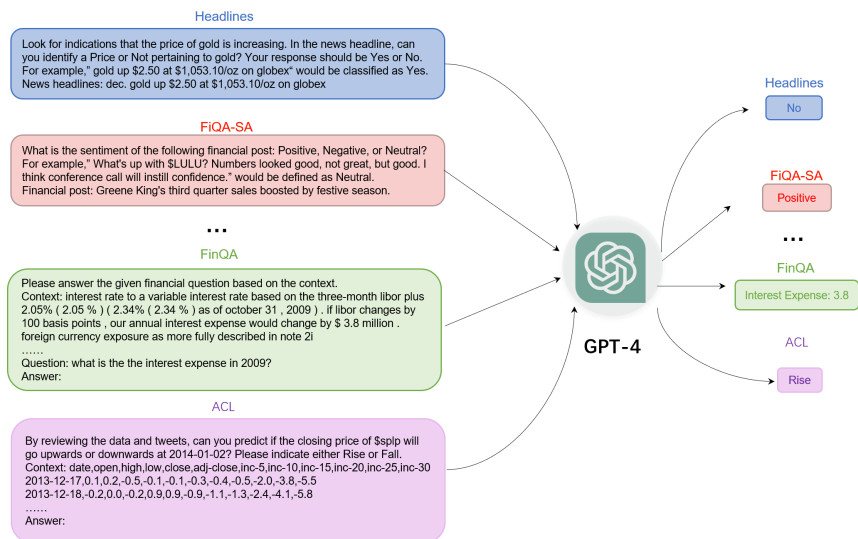 Headlines
Look for indications that the price of gold is increasing. In the news headline, can
you identify a Price or Not pertaining to gold? Your response should be Yes or No.
For example,” gold up $2.50 at $1,053.10/oz on globex“ would be classified as Yes.
News headlines: dec. gold up $2.50 at $1,053.10/oz on globex
FiQA-SA
What is the sentiment of the following financial post: Positive, Negative, or Neutral?
For example,” What's up with $LULU? Numbers looked good, not great, but good. I
think conference call will instill confidence.” would be defined as Neutral.
Financial post: Greene King's third quarter sales boosted by festive season.
...
FinQA
Please answer the given financial question based on the context.
Context: interest rate to a variable interest rate based on the three-month libor plus
2.05% ( 2.05 % ) ( 2.34% ( 2.34 % ) as of october 31 , 2009 ) . if libor changes by
100 basis points , our annual interest expense would change by $ 3.8 million .
foreign currency exposure as more fully described in note 2i
......
Question: what is the the interest expense in 2009?
Answer:
ACL
By reviewing the data and tweets, can you predict if the closing price of $splp will
go upwards or downwards at 2014-01-02? Please indicate either Rise or Fall.
Context: date,open,high,low,close,adj-close,inc-5,inc-10,inc-15,inc-20,inc-25,inc-30
2013-12-17,0.1,0.2,-0.5,-0.1,-0.1,-0.3,-0.4,-0.5,-2.0,-3.8,-5.5
2013-12-18,-0.2,0.0,-0.2,0.9,0.9,-0.9,-1.1,-1.3,-2.4,-4.1,-5.8
......
Answer:
GPT-4
Headlines
No
FiQA-SA
Positive
...
FinQA
Interest Expense: 3.8
ACL
Rise